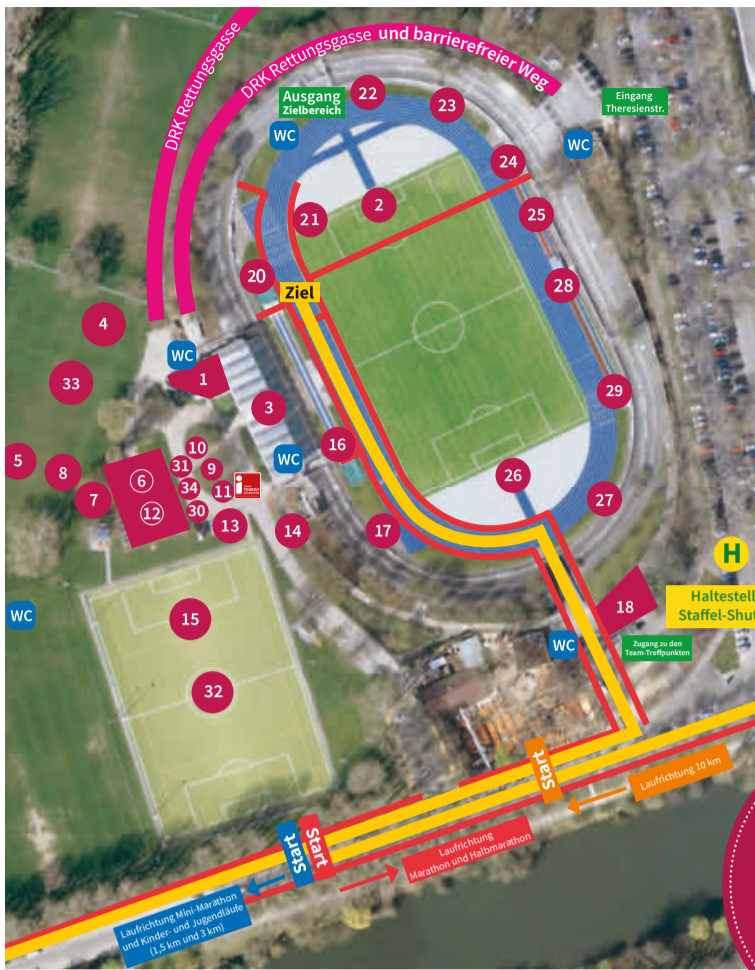 DRK Rettungsgasse
DRK Rettungsgasse und barrierefreier Weg
Ausgang
Zielbereich
22
23
Eingang
Theresienstr.
WC
WC
24
2
21
25
20
Ziel
28
4
WC
1
33
3
29
16
10
5
8
31
9
WC
26
6
34
11
i
TOURIST
7
12
30
27
13
14
17
H
Haltestell
Staffel-Shut
18
WC
15
Zugang zu den
Team-Treffpunkten
WC
32
Start
Laufrichtung 10 km
Start
Start
Laufrichtung
Marathon und Halbmarathon
Laufrichtung Mini-Marathon
und Kinder- und Jugendläufe
(1,5 km und 3 km)